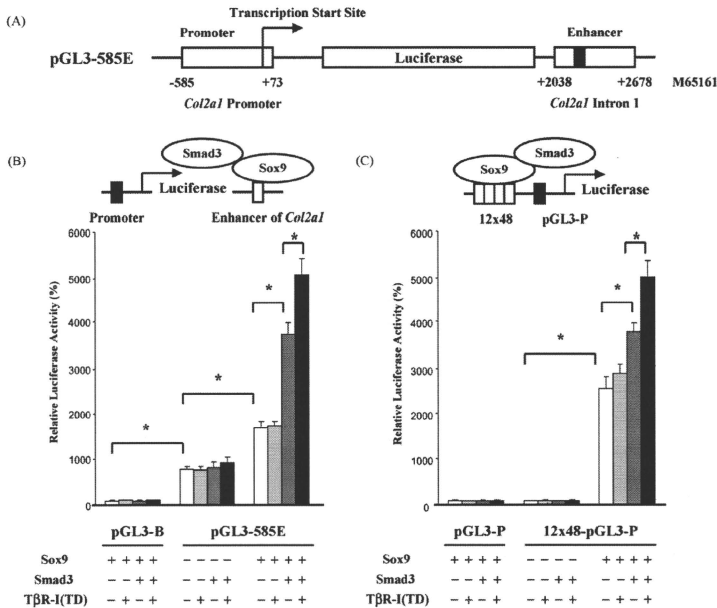 (A)
Transcription Start Site
Promoter
Enhancer
pGL3-585E
Luciferase
-585
+73
+2038
+2678
M65161
Col2a1 Promoter
Col2a1 Intron 1
(B)
Smad3
Sox9
Luciferase
Promoter
Enhancer of Col2a1
Relative Luciferase Activity (%)
6000
5000
4000
3000
2000
1000
0
*
*
*
*
pGL3-B
pGL3-585E
Sox9 + + + + - - - - + + + +
Smad3 - - + + - - + + - - + +
TβR-I(TD) - + - + - + - + - + - +
(C)
Smad3
Sox9
Luciferase
12x48
pGL3-P
Relative Luciferase Activity (%)
6000
5000
4000
3000
2000
1000
0
*
*
*
pGL3-P
12x48-pGL3-P
Sox9 + + + + - - - - + + + +
Smad3 - - + + - - + + - - + +
TβR-I(TD) - + - + - + - + - + - +